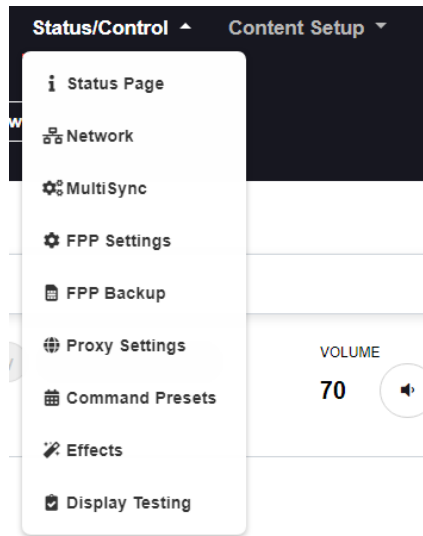 Status/Control
Content Setup
Status Page
w
Network
MultiSync
FPP Settings
FPP Backup
Proxy Settings
VOLUME
70
Command Presets
Effects
Display Testing